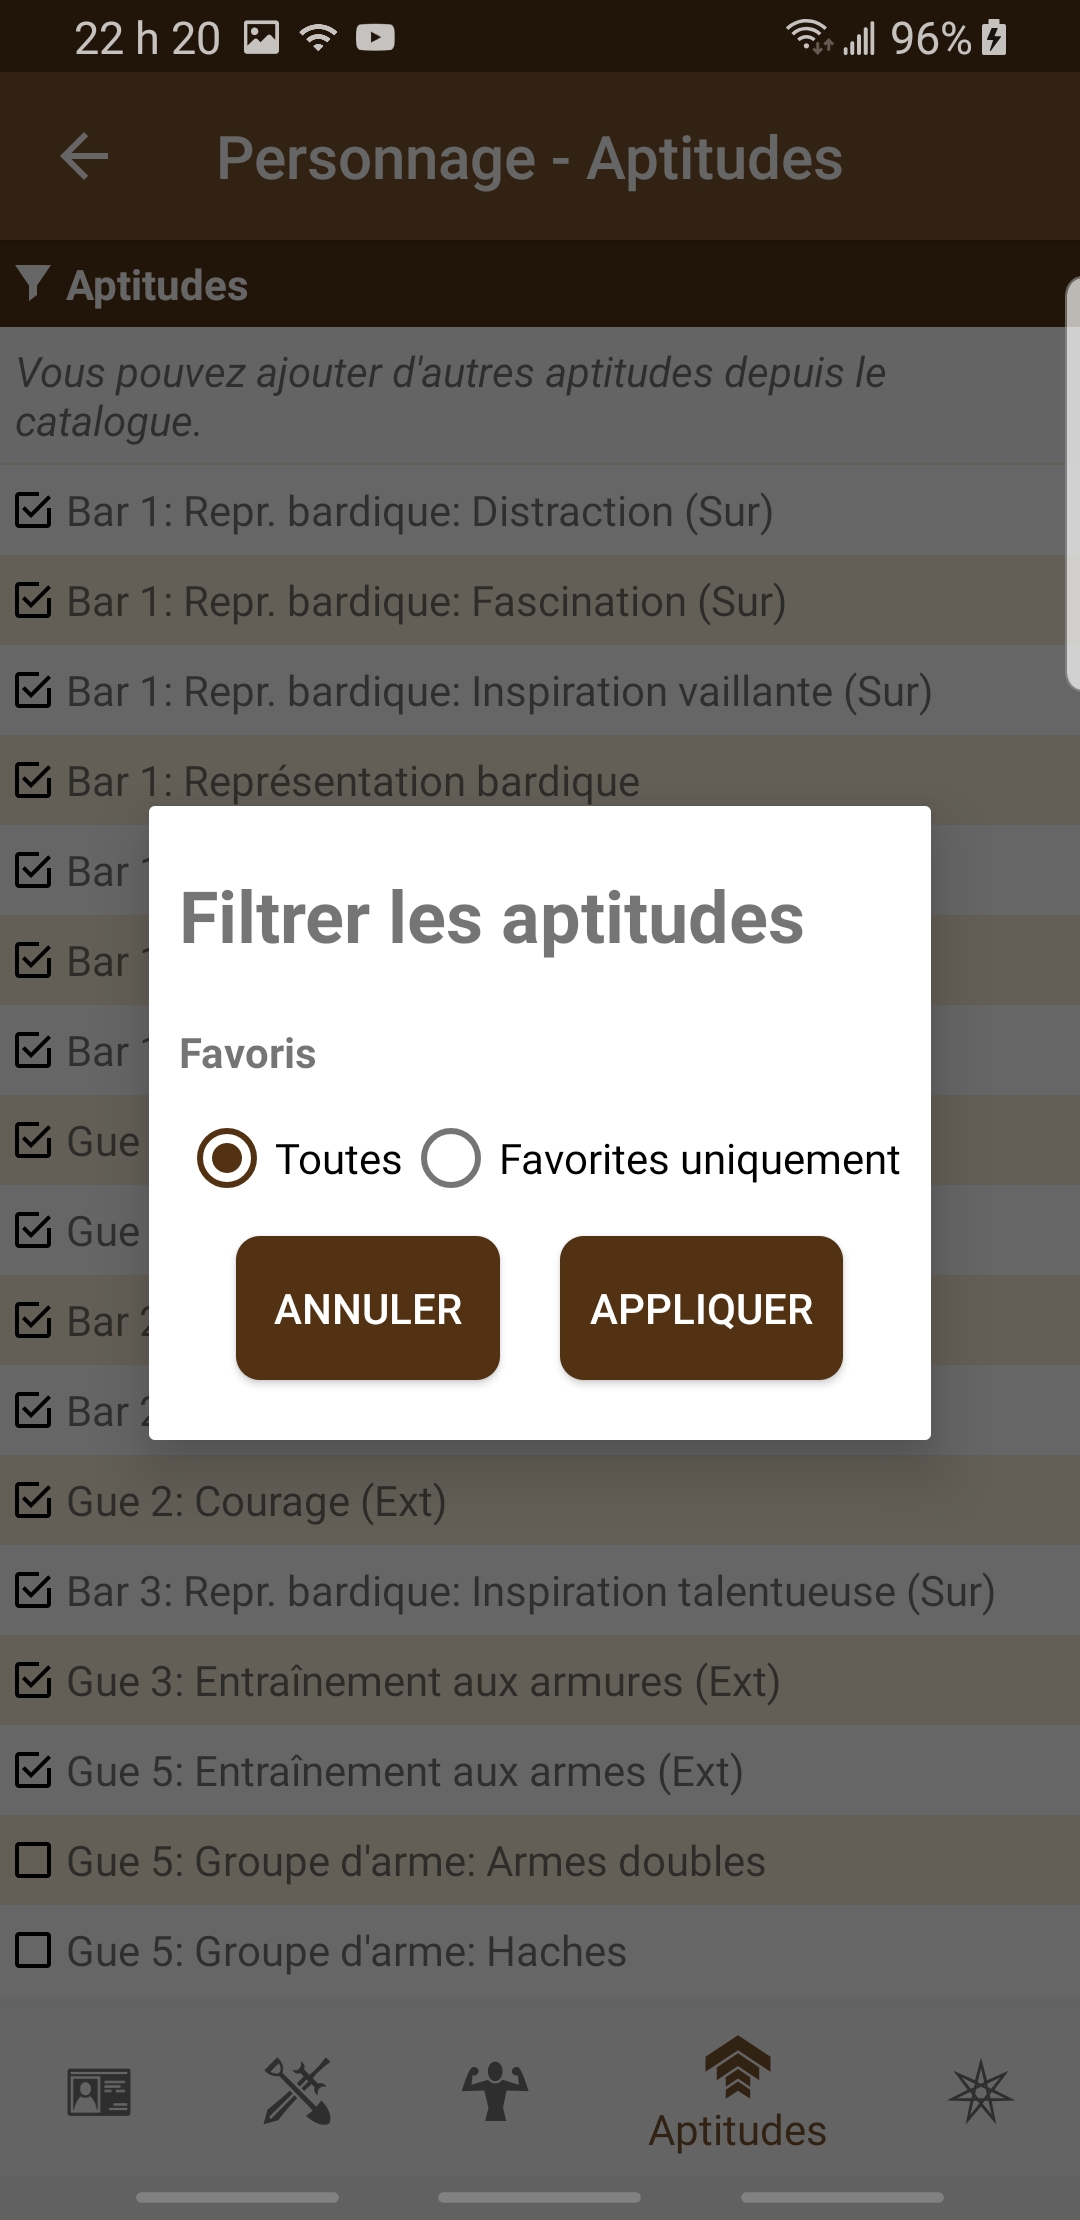 22 h 20
96%
Personnage - Aptitudes
Aptitudes
Vous pouvez ajouter d'autres aptitudes depuis le
catalogue.
Bar 1: Repr. bardique: Distraction (Sur)
Bar 1: Repr. bardique: Fascination (Sur)
Bar 1: Repr. bardique: Inspiration vaillante (Sur)
Bar 1: Représentation bardique
Bar
Bar
Bar
Gue
Gue
Bar 2
Bar 2
Filtrer les aptitudes
Favoris
Toutes
Favorites uniquement
ANNULER
APPLIQUER
Gue 2: Courage (Ext)
Bar 3: Repr. bardique: Inspiration talentueuse (Sur)
Gue 3: Entraînement aux armures (Ext)
Gue 5: Entraînement aux armes (Ext)
Gue 5: Groupe d'arme: Armes doubles
Gue 5: Groupe d'arme: Haches
Aptitudes